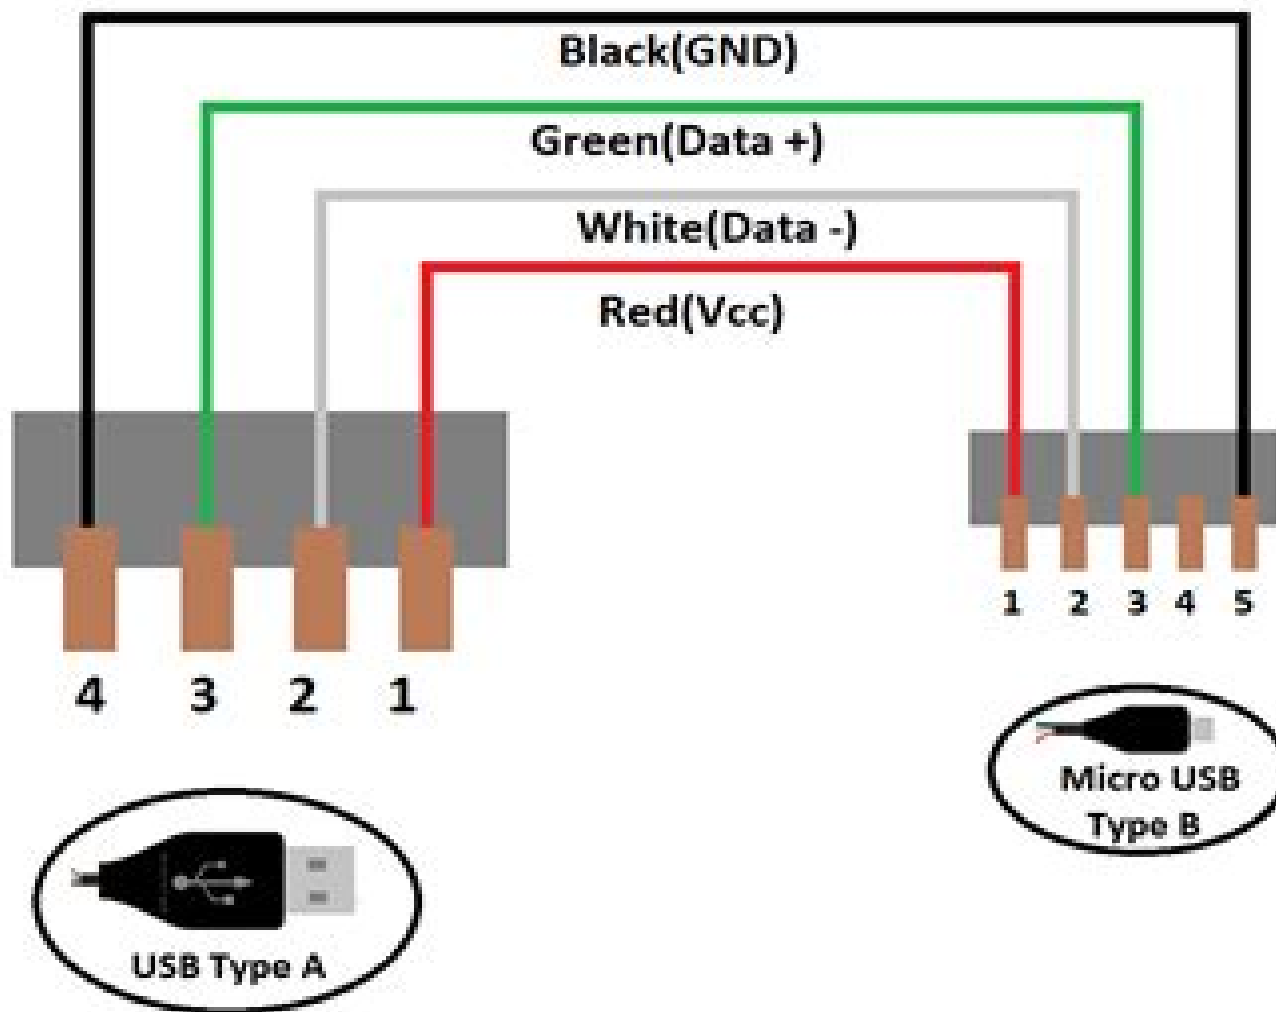 Black(GND)
Green(Data +)
White(Data -)
Red(Vcc)
4 3 2 1
1 2 3 4 5
USB Type A
Micro USB
Type B